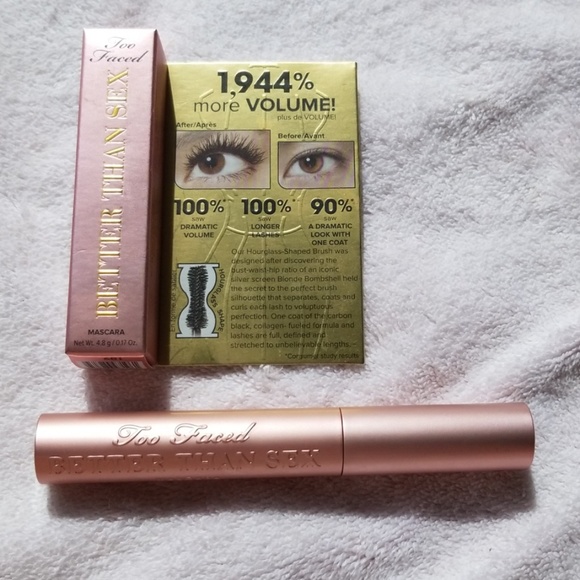 Too
Faced
BETTER THAN SEX
MASCARA
Net Wt. 4.8 g / 0.17 Oz.
1,944%
more VOLUME!
plus de VOLUME!
After/Après
Before/Avant
100%*
saw
DRAMATIC
VOLUME
100%*
saw
LONGER
LASHES
90%*
saw
A DRAMATIC
LOOK WITH
ONE COAT
Our Hourglass-Shaped Brush was
designed after discovering the
bust-waist-hip ratio of an iconic
silver screen Blonde Bombshell held
the secret to the perfect brush
silhouette that separates, coats and
curls each lash to voluptuous
perfection. One coat of the carbon
black, collagen-fueled formula and
lashes are full, defined and
stretched to unbelievable lengths.
*Consumer study results
HOURGLASS SHAPE
Too Faced
BETTER THAN SEX